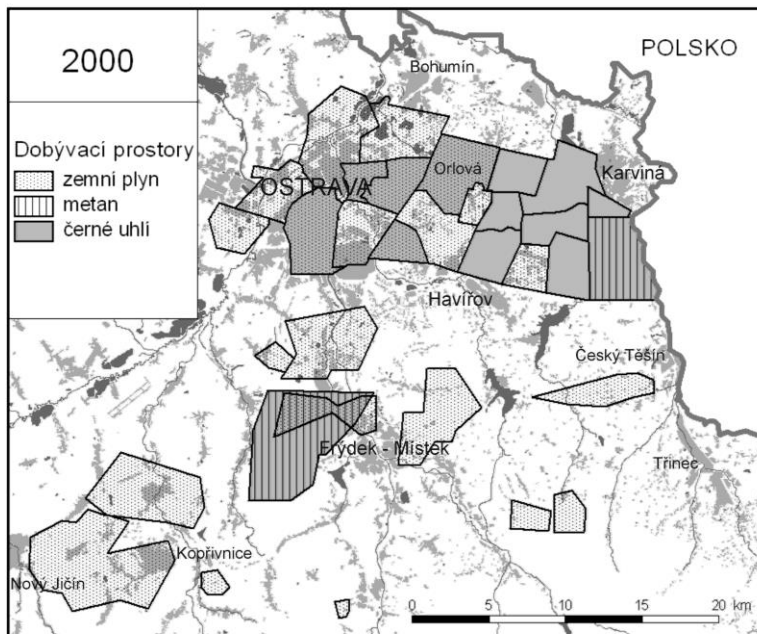 2000
Dobývací prostory
zemní plyn
metan
černé uhlí
POLSKO
Bohumín
Orlová
Karviná
OSTRAVA
Havířov
Český Těšín
Frýdek - Místek
Třinec
Kopřivnice
Nový Jičín
0 5 10 15 20 km